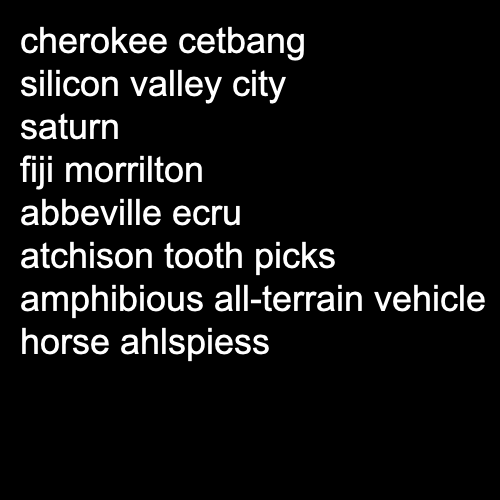 cherokee cetbang
silicon valley city
saturn
fiji morrilton
abbeville ecru
atchison tooth picks
amphibious all-terrain vehicle
horse ahlspiess